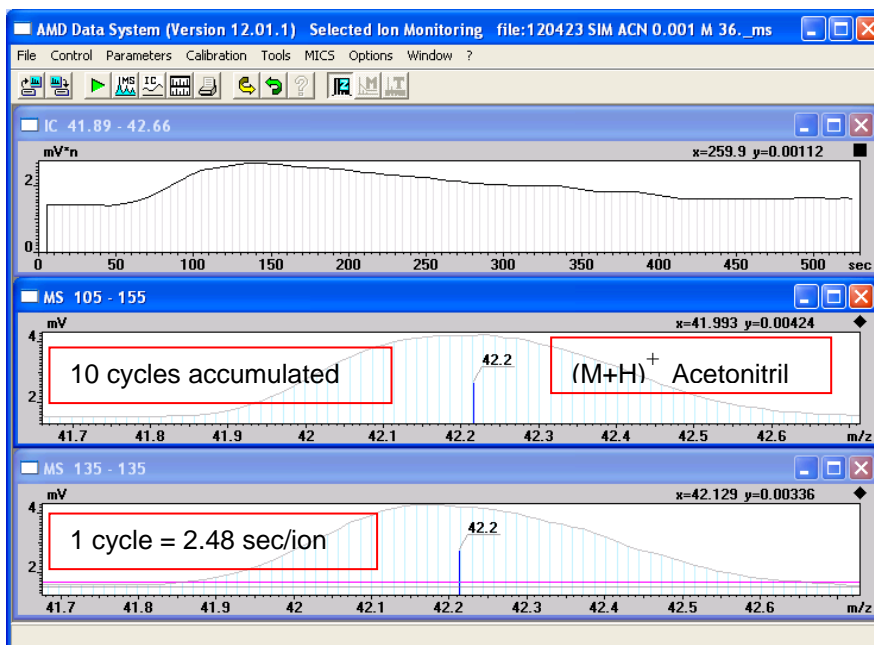 AMD Data System (Version 12.01.1) Selected Ion Monitoring file:120423 SIM ACN 0.001 M 36._ms
File Control Parameters Calibration Tools MICS Options Window ?
MS IC
IC 41.89 - 42.66
mV*n x=259.9 y=0.00112
2
0
0 50 100 150 200 250 300 350 400 450 500 sec
MS 105 - 155
mV x=41.993 y=0.00424
4
10 cycles accumulated 42.2 (M+H)+ Acetonitril
2
41.7 41.8 41.9 42 42.1 42.2 42.3 42.4 42.5 42.6 m/z
MS 135 - 135
mV x=42.129 y=0.00336
4
1 cycle = 2.48 sec/ion 42.2
2
41.7 41.8 41.9 42 42.1 42.2 42.3 42.4 42.5 42.6 m/z